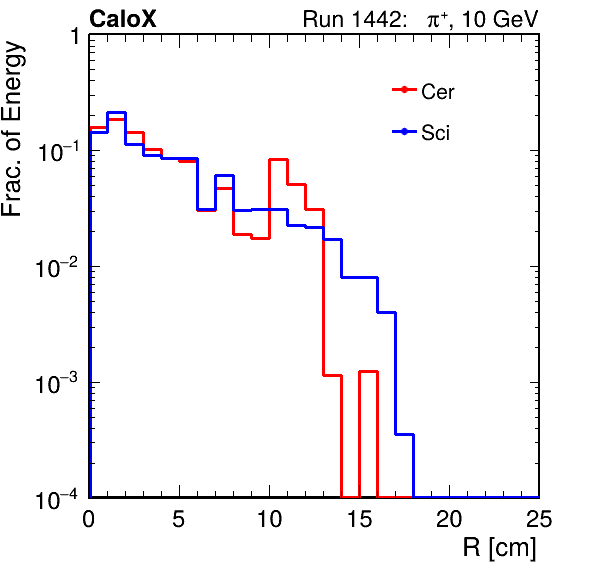 CaloX Run 1442: π⁺, 10 GeV
Frac. of Energy
1
10⁻¹
10⁻²
10⁻³
10⁻⁴
Cer
Sci
0 5 10 15 20 25
R [cm]